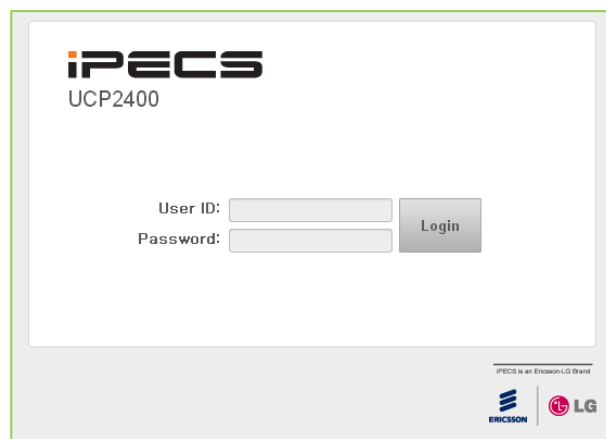 iPECS
UCP2400
User ID:
Password:
Login
iPECS is an Ericsson-LG Brand
ERICSSON
LG